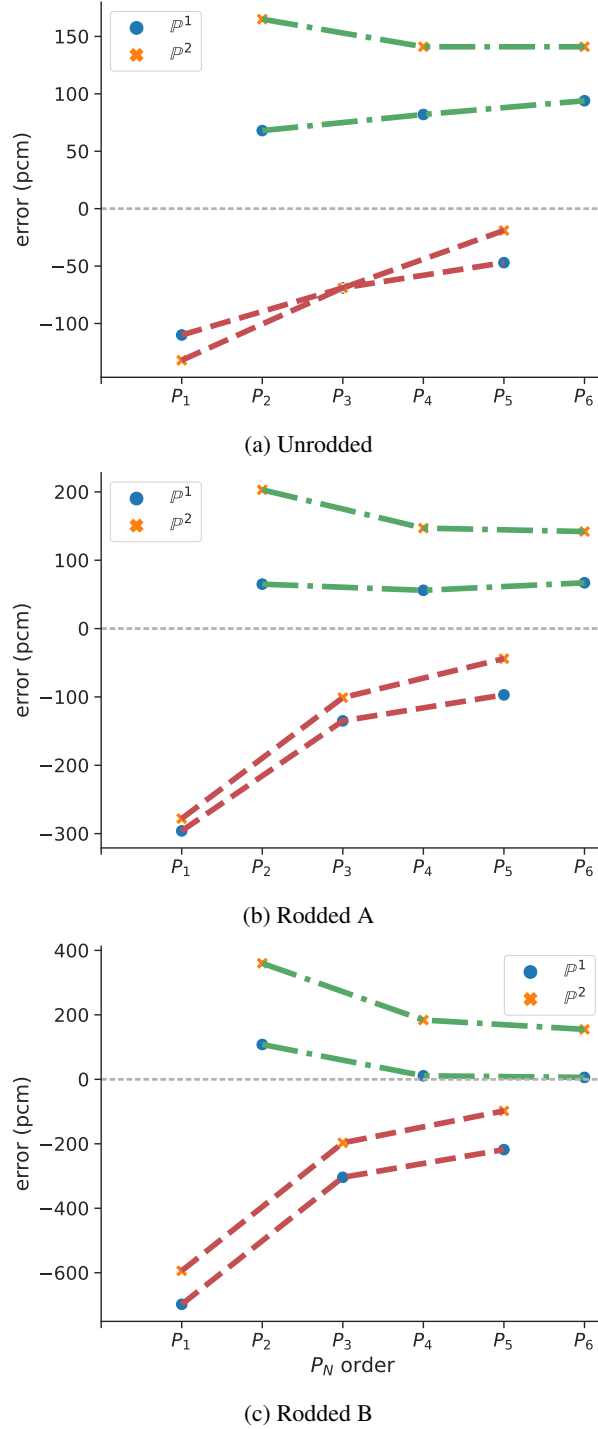 150
100
50
0
−50
−100
error (pcm)
ℙ¹
ℙ²
P₁ P₂ P₃ P₄ P₅ P₆
(a) Unrodded
200
100
0
−100
−200
−300
error (pcm)
ℙ¹
ℙ²
P₁ P₂ P₃ P₄ P₅ P₆
(b) Rodded A
400
200
0
−200
−400
−600
error (pcm)
ℙ¹
ℙ²
P₁ P₂ P₃ P₄ P₅ P₆
P_N order
(c) Rodded B